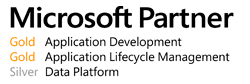 Microsoft Partner
Gold Application Development
Gold Application Lifecycle Management
Silver Data Platform